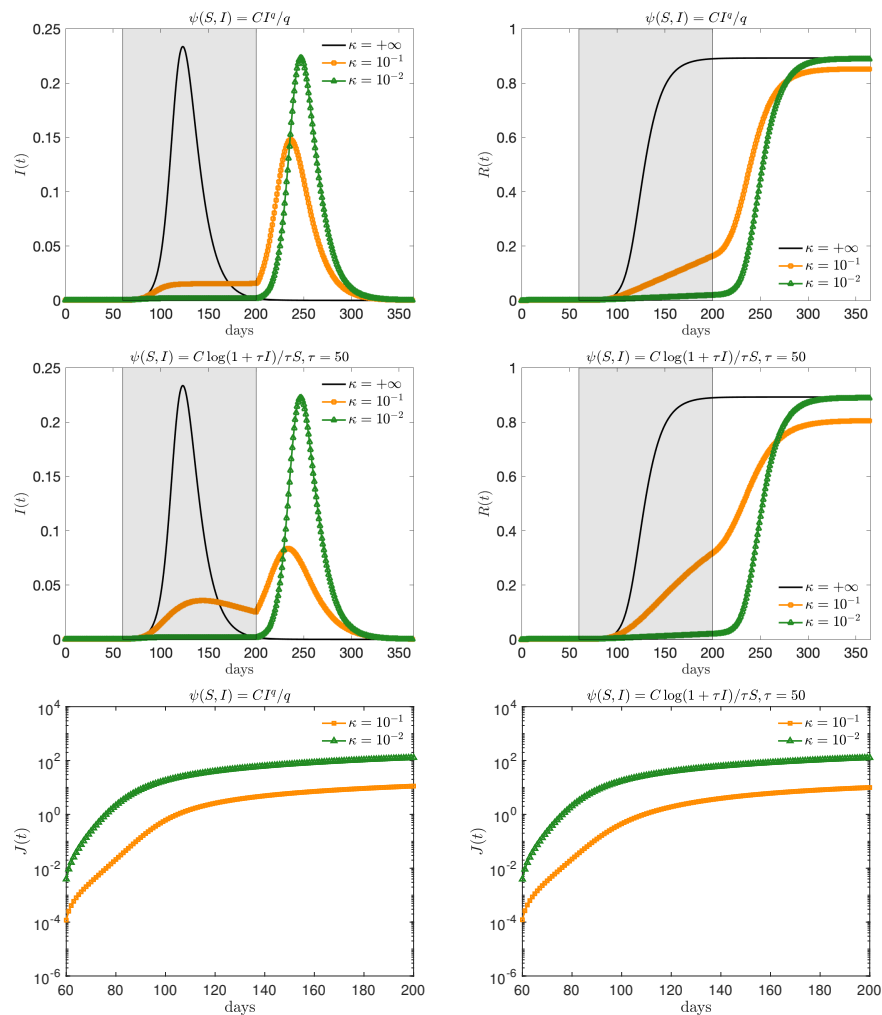 ψ(S, I) = CI^q/q
0.25
0.2
0.15
0.1
0.05
0
I(t)
κ = +∞
κ = 10^{-1}
κ = 10^{-2}
0 50 100 150 200 250 300 350
days
ψ(S, I) = CI^q/q
1
0.8
0.6
0.4
0.2
0
R(t)
κ = +∞
κ = 10^{-1}
κ = 10^{-2}
0 50 100 150 200 250 300 350
days
ψ(S, I) = C log(1 + τI)/τS, τ = 50
0.25
0.2
0.15
0.1
0.05
0
I(t)
κ = +∞
κ = 10^{-1}
κ = 10^{-2}
0 50 100 150 200 250 300 350
days
ψ(S, I) = C log(1 + τI)/τS, τ = 50
1
0.8
0.6
0.4
0.2
0
R(t)
κ = +∞
κ = 10^{-1}
κ = 10^{-2}
0 50 100 150 200 250 300 350
days
ψ(S, I) = CI^q/q
10^4
10^2
10^0
10^{-2}
10^{-4}
10^{-6}
J(t)
κ = 10^{-1}
κ = 10^{-2}
60 80 100 120 140 160 180 200
days
ψ(S, I) = C log(1 + τI)/τS, τ = 50
10^4
10^2
10^0
10^{-2}
10^{-4}
10^{-6}
J(t)
κ = 10^{-1}
κ = 10^{-2}
60 80 100 120 140 160 180 200
days